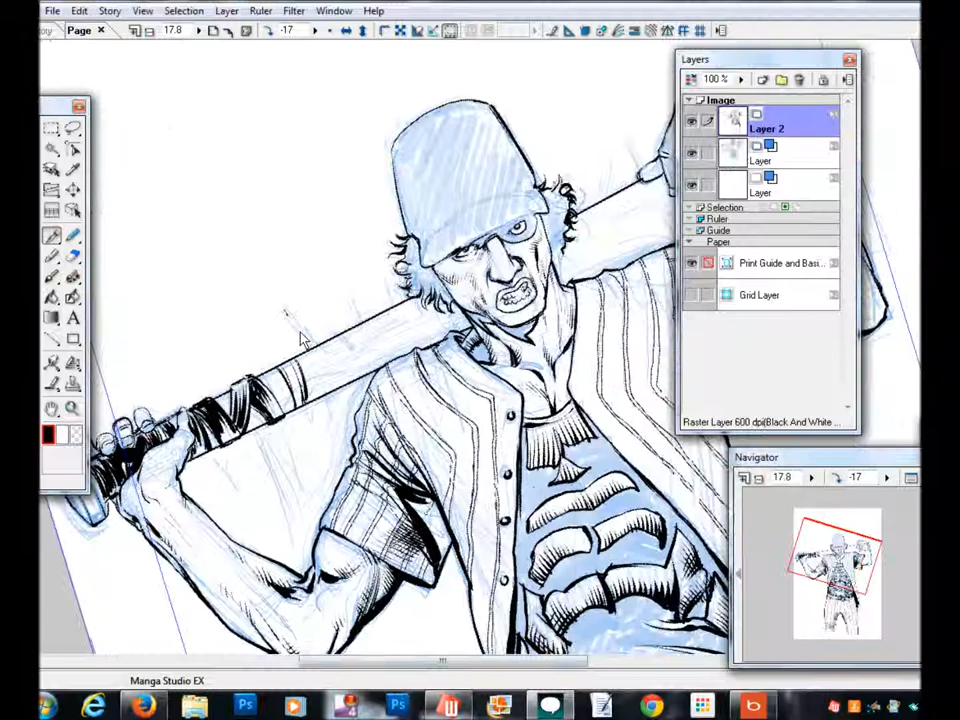 File Edit Story View Selection Layer Ruler Filter Window Help
ory Page 17.8 -17
Layers
100 %
Image
Layer 2
Layer
Layer
Selection
Ruler
Guide
Paper
Print Guide and Basi...
Grid Layer
Raster Layer 600 dpi(Black And White ...
Navigator
17.8 -17
Manga Studio EX